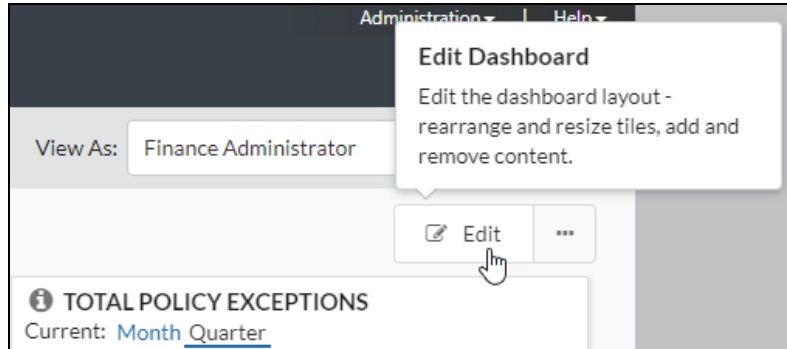 Administration | Help
Edit Dashboard
Edit the dashboard layout -
rearrange and resize tiles, add and
remove content.
View As: Finance Administrator
Edit ...
TOTAL POLICY EXCEPTIONS
Current: Month Quarter